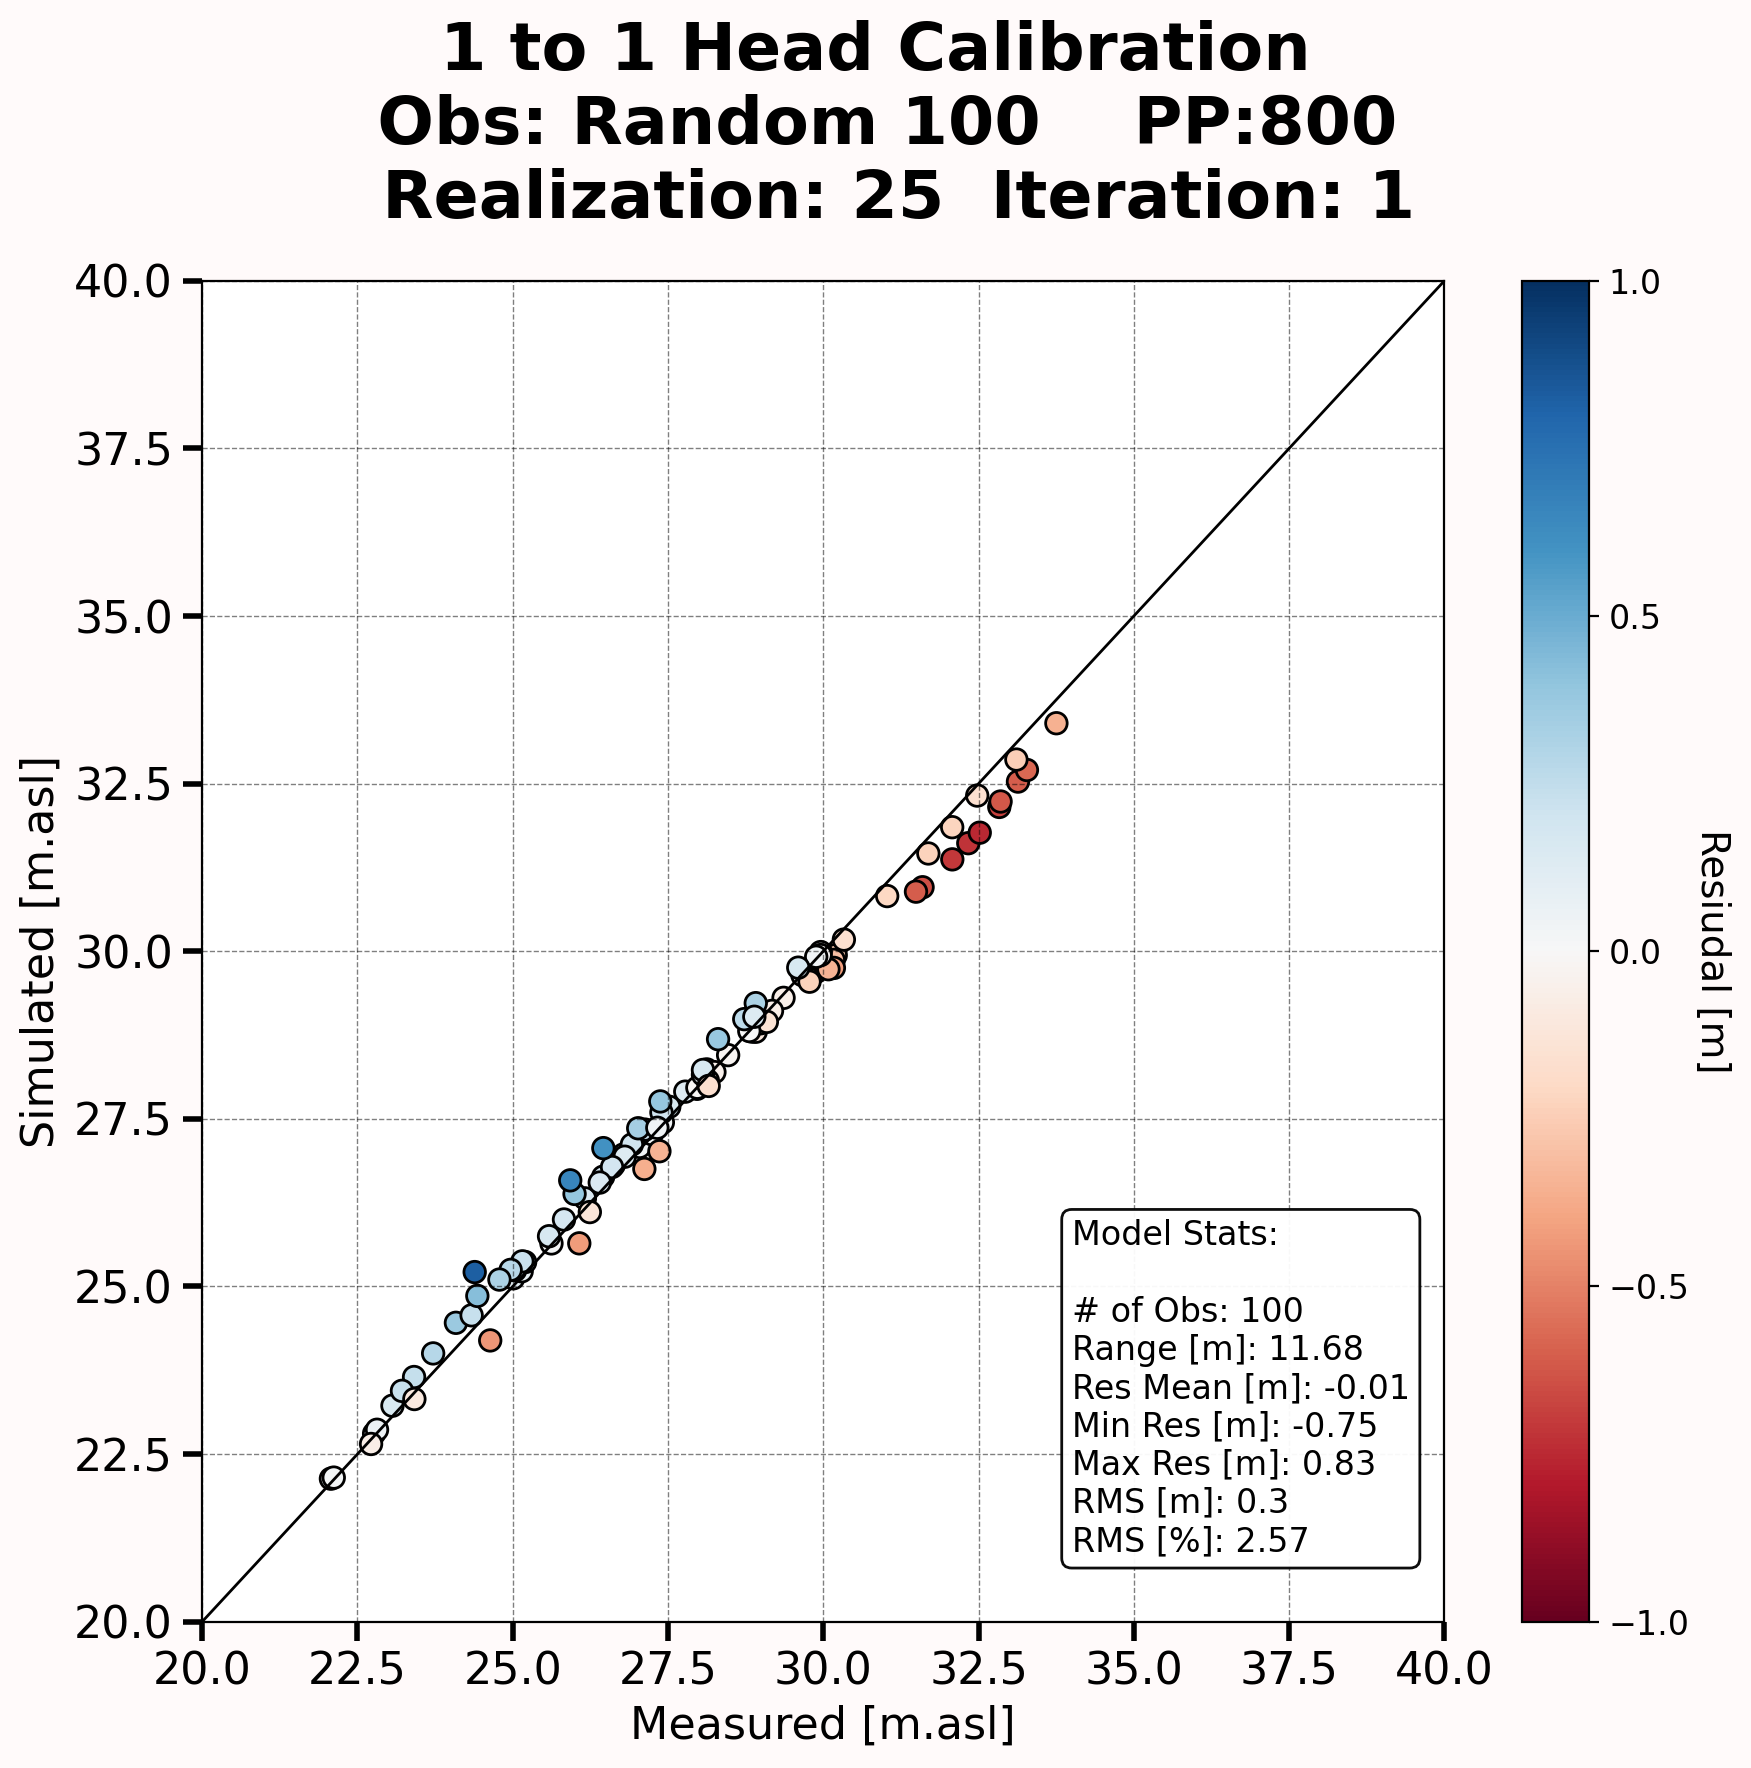 1 to 1 Head Calibration
Obs: Random 100    PP:800
Realization: 25  Iteration: 1
40.0
37.5
35.0
32.5
30.0
27.5
25.0
22.5
20.0
Simulated [m.asl]
20.0 22.5 25.0 27.5 30.0 32.5 35.0 37.5 40.0
Measured [m.asl]
Model Stats:
# of Obs: 100
Range [m]: 11.68
Res Mean [m]: -0.01
Min Res [m]: -0.75
Max Res [m]: 0.83
RMS [m]: 0.3
RMS [%]: 2.57
1.0
0.5
0.0
−0.5
−1.0
Resiudal [m]